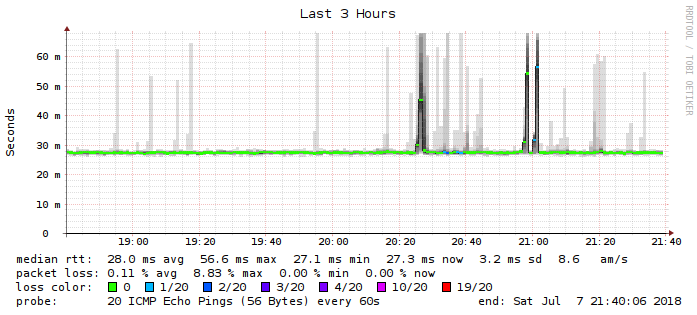 Last 3 Hours
RRDTOOL / TOBI OETIKER
Seconds
60 m
50 m
40 m
30 m
20 m
10 m
0
19:00 19:20 19:40 20:00 20:20 20:40 21:00 21:20 21:40
median rtt: 28.0 ms avg 56.6 ms max 27.1 ms min 27.3 ms now 3.2 ms sd 8.6 am/s
packet loss: 0.11 % avg 8.83 % max 0.00 % min 0.00 % now
loss color: 0 1/20 2/20 3/20 4/20 10/20 19/20
probe: 20 ICMP Echo Pings (56 Bytes) every 60s end: Sat Jul 7 21:40:06 2018